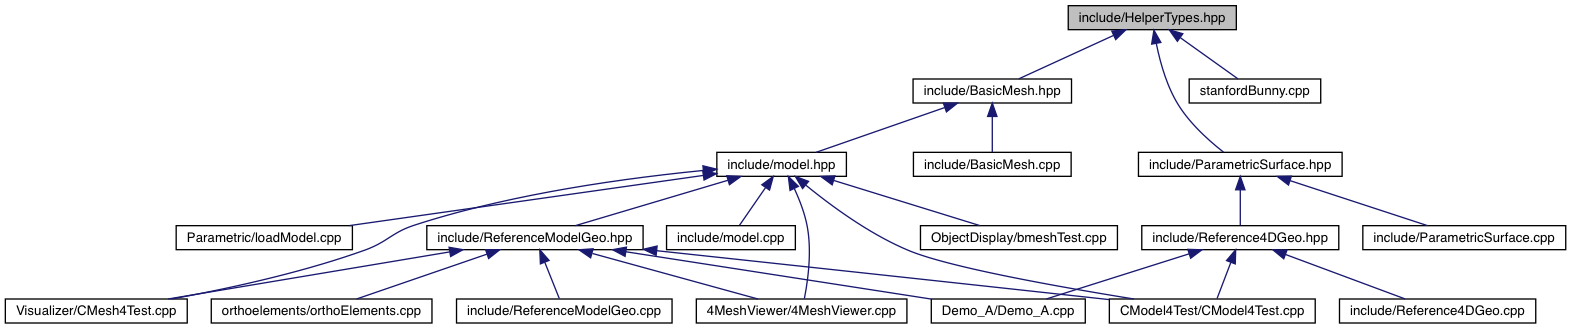 include/HelperTypes.hpp
include/BasicMesh.hpp
stanfordBunny.cpp
include/model.hpp
include/BasicMesh.cpp
include/ParametricSurface.hpp
Parametric/loadModel.cpp
include/ReferenceModelGeo.hpp
include/model.cpp
ObjectDisplay/bmeshTest.cpp
include/Reference4DGeo.hpp
include/ParametricSurface.cpp
Visualizer/CMesh4Test.cpp
orthoelements/orthoElements.cpp
include/ReferenceModelGeo.cpp
4MeshViewer/4MeshViewer.cpp
Demo_A/Demo_A.cpp
CModel4Test/CModel4Test.cpp
include/Reference4DGeo.cpp